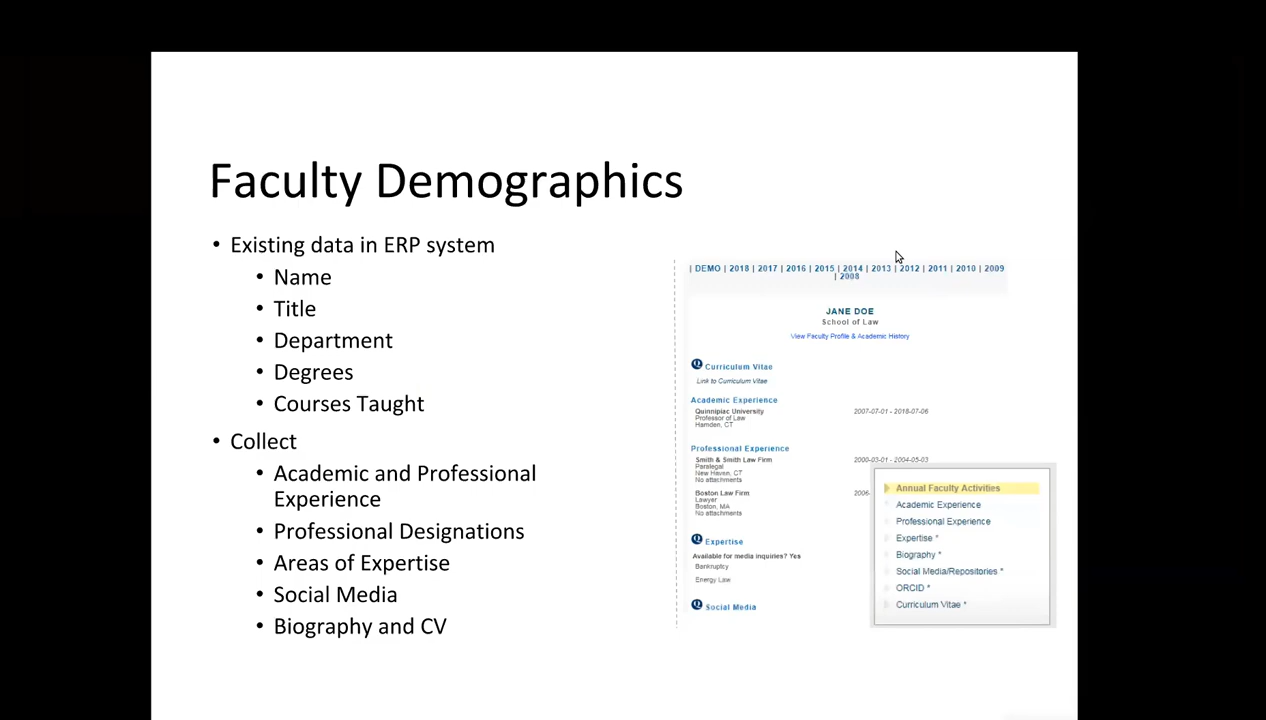 Faculty Demographics
• Existing data in ERP system
• Name
• Title
• Department
• Degrees
• Courses Taught
• Collect
• Academic and Professional
Experience
• Professional Designations
• Areas of Expertise
• Social Media
• Biography and CV
| DEMO | 2018 | 2017 | 2016 | 2015 | 2014 | 2013 | 2012 | 2011 | 2010 | 2009
| 2008
JANE DOE
School of Law
View Faculty Profile & Academic History
Q Curriculum Vitae
Link to Curriculum Vitae
Academic Experience
Quinnipiac University 2007-07-01 - 2018-07-06
Professor of Law
Hamden, CT
Professional Experience
Smith & Smith Law Firm 2000-03-01 - 2004-05-03
Paralegal
New Haven, CT
No attachments
Boston Law Firm 2006-
Lawyer
Boston, MA
No attachments
Q Expertise
Available for media inquiries? Yes
Bankruptcy
Energy Law
Q Social Media
Annual Faculty Activities
Academic Experience
Professional Experience
Expertise *
Biography *
Social Media/Repositories *
ORCID *
Curriculum Vitae *